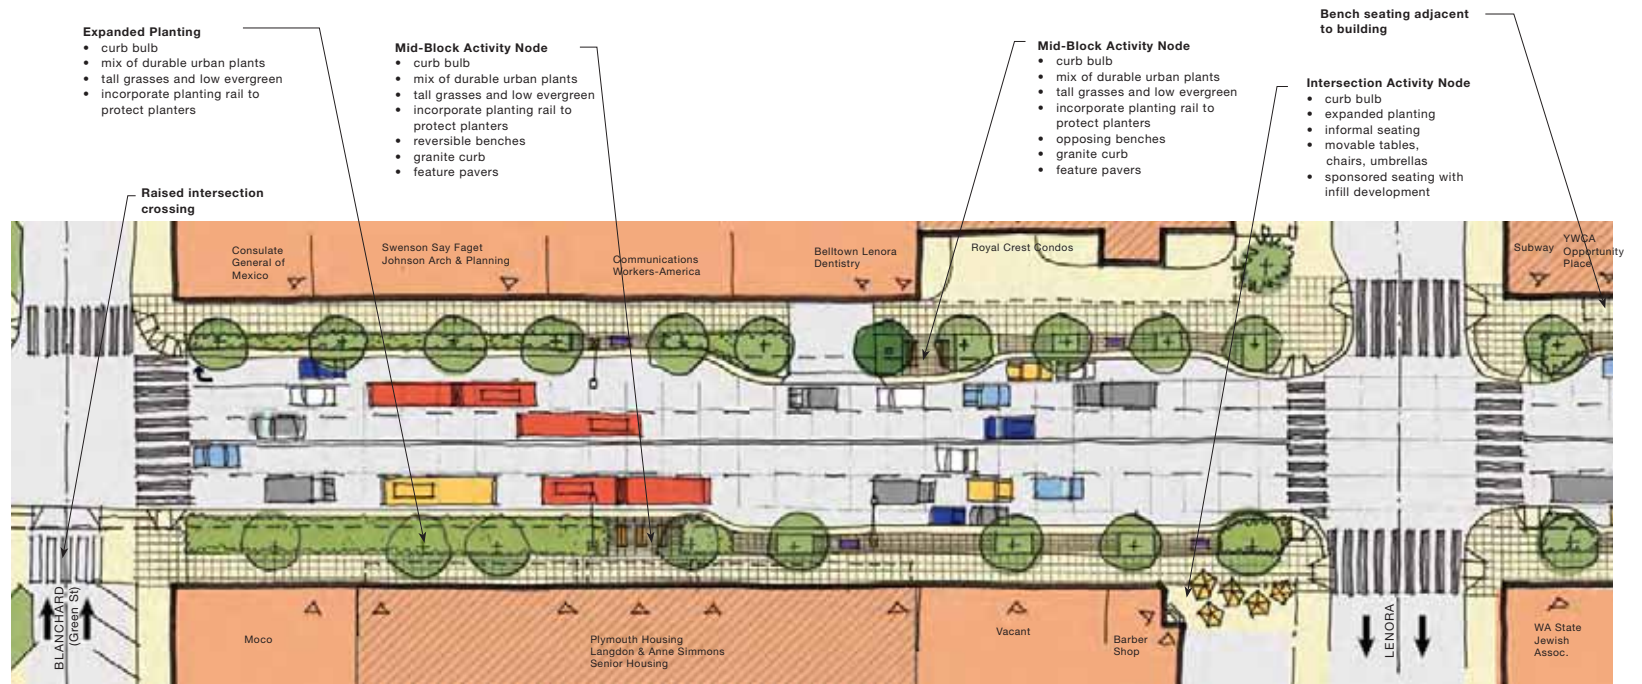 Expanded Planting
• curb bulb
• mix of durable urban plants
• tall grasses and low evergreen
• incorporate planting rail to
protect planters
Mid-Block Activity Node
• curb bulb
• mix of durable urban plants
• tall grasses and low evergreen
• incorporate planting rail to
protect planters
• reversible benches
• granite curb
• feature pavers
Mid-Block Activity Node
• curb bulb
• mix of durable urban plants
• tall grasses and low evergreen
• incorporate planting rail to
protect planters
• opposing benches
• granite curb
• feature pavers
Bench seating adjacent
to building
Intersection Activity Node
• curb bulb
• expanded planting
• informal seating
• movable tables,
chairs, umbrellas
• sponsored seating with
infill development
Raised intersection
crossing
Consulate
General of
Mexico
Swenson Say Faget
Johnson Arch & Planning
Communications
Workers-America
Belltown Lenora
Dentistry
Royal Crest Condos
Subway
YWCA
Opportunity
Place
BLANCHARD
(Green St)
Moco
Plymouth Housing
Langdon & Anne Simmons
Senior Housing
Vacant
Barber
Shop
LENORA
WA State
Jewish
Assoc.